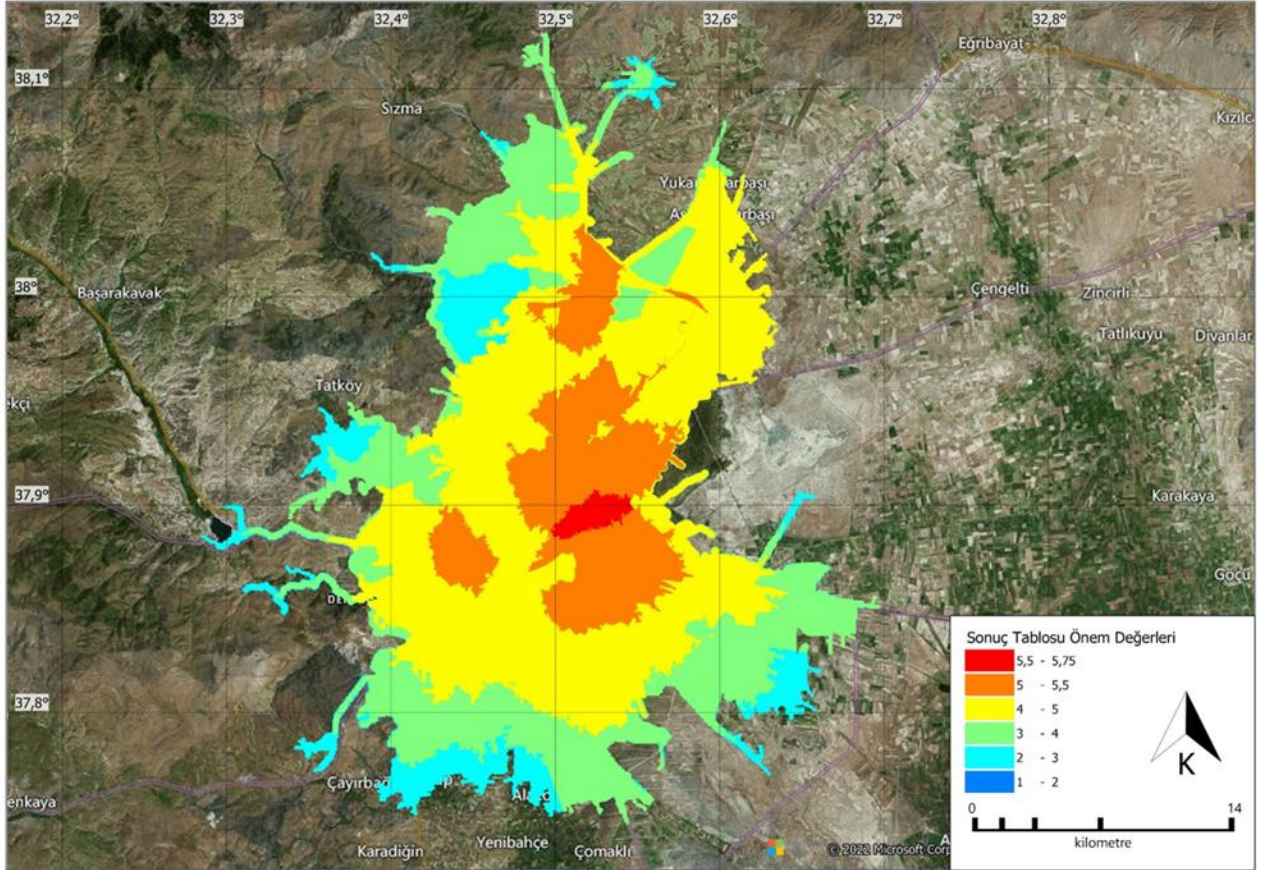 32,2°
32,3°
32,4°
32,5°
32,6°
32,7°
32,8°
Eğribayat
38,1°
Sızma
Kızılc
38°
Başarakavak
Çengelti
Zincirli
Tatlıkuyu
Divanlar
Tatköy
ekçi
37,9°
Karakaya
Göçü
Sonuç Tablosu Önem Değerleri
5,5 - 5,75
5 - 5,5
4 - 5
3 - 4
2 - 3
1 - 2
K
0
14
kilometre
37,8°
enkaya
Yenibahçe
Karadiğin
Çomaklı
© 2022 Microsoft Corp
A